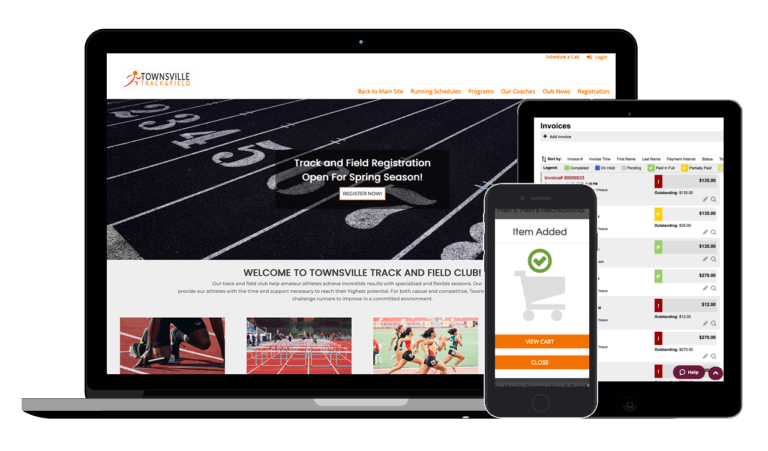 Schedule a Call Login
TOWNSVILLE
TRACK&FIELD
Back to Main Site Running Schedules Programs Our Coaches Club News Registration
1 2 3 4 5
Track and Field Registration
Open For Spring Season!
REGISTER NOW!
WELCOME TO TOWNSVILLE TRACK AND FIELD CLUB!
Our track and field club help amateur athletes achieve incredible results with specialized and flexible sessions. Our
provide our athletes with the time and support necessary to reach their highest potential. For both casual and competitive, Towns
challenge runners to improve in a committed environment.
Invoices
+ Add Invoice
Sort by: Invoice # Invoice Time First Name Last Name Payment Interval Status
Legend: Completed On Hold Pending P Paid in Full P Partially Paid
Invoice# 00000033
I $135.00
Outstanding: $135.00
P $135.00
Outstanding: $35.00
P $135.00
P $270.00
I $12.00
Outstanding: $12.00
I $270.00
Outstanding: $270.00
I
Help
Item Added
VIEW CART
CLOSE